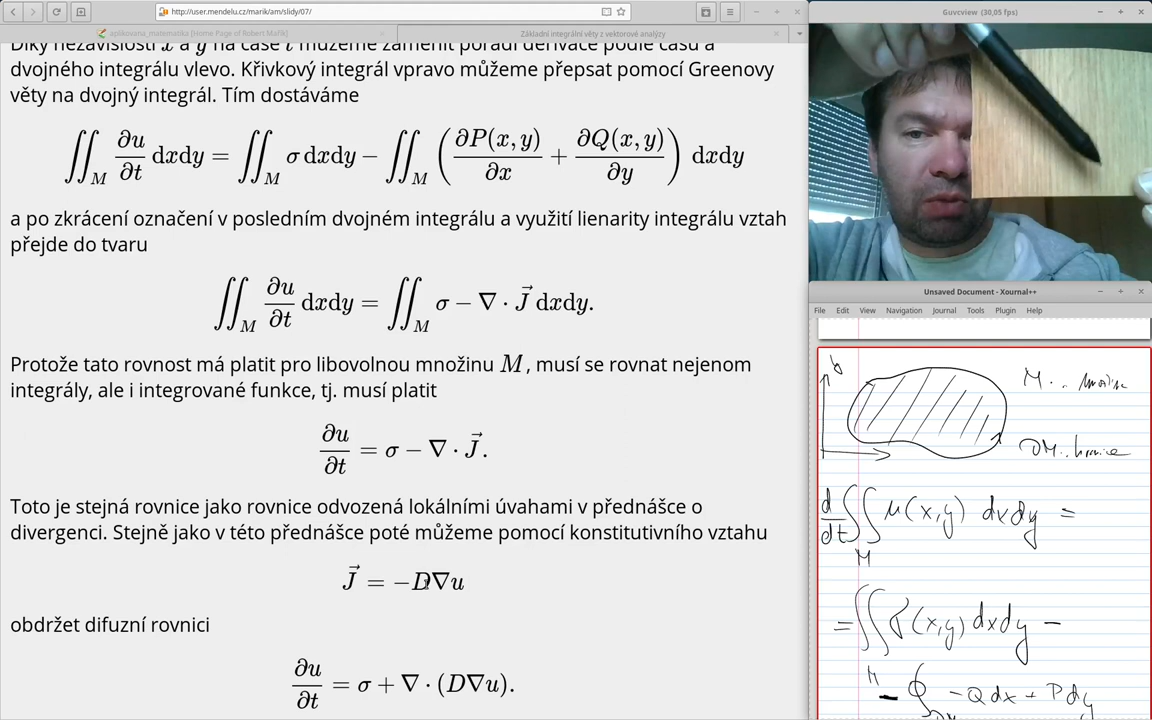 http://user.mendelu.cz/marik/am/slidy/07/
aplikovana_matematika [Home Page of Robert Mařík]
Základní integrální věty z vektorové analýzy
Díky nezávislosti x a y na čase t můžeme zaměnit pořadí derivace podle času a
dvojného integrálu vlevo. Křivkový integrál vpravo můžeme přepsat pomocí Greenovy
věty na dvojný integrál. Tím dostáváme
∬_M ∂u/∂t dxdy = ∬_M σ dxdy − ∬_M (∂P(x,y)/∂x + ∂Q(x,y)/∂y) dxdy
a po zkrácení označení v posledním dvojném integrálu a využití lienarity integrálu vztah
přejde do tvaru
∬_M ∂u/∂t dxdy = ∬_M σ − ∇ · J⃗ dxdy.
Protože tato rovnost má platit pro libovolnou množinu M, musí se rovnat nejenom
integrály, ale i integrované funkce, tj. musí platit
∂u/∂t = σ − ∇ · J⃗.
Toto je stejná rovnice jako rovnice odvozená lokálními úvahami v přednášce o
divergenci. Stejně jako v této přednášce poté můžeme pomocí konstitutivního vztahu
J⃗ = −D∇u
obdržet difuzní rovnici
∂u/∂t = σ + ∇ · (D∇u).
Guvcview (30,05 fps)
Unsaved Document - Xournal++
File Edit View Navigation Journal Tools Plugin Help
M .. množina
∂M .. hranice
d/dt ∬_M u(x,y) dxdy =
= ∬_M σ(x,y) dxdy −
− ∮_∂M −Q dx + P dy